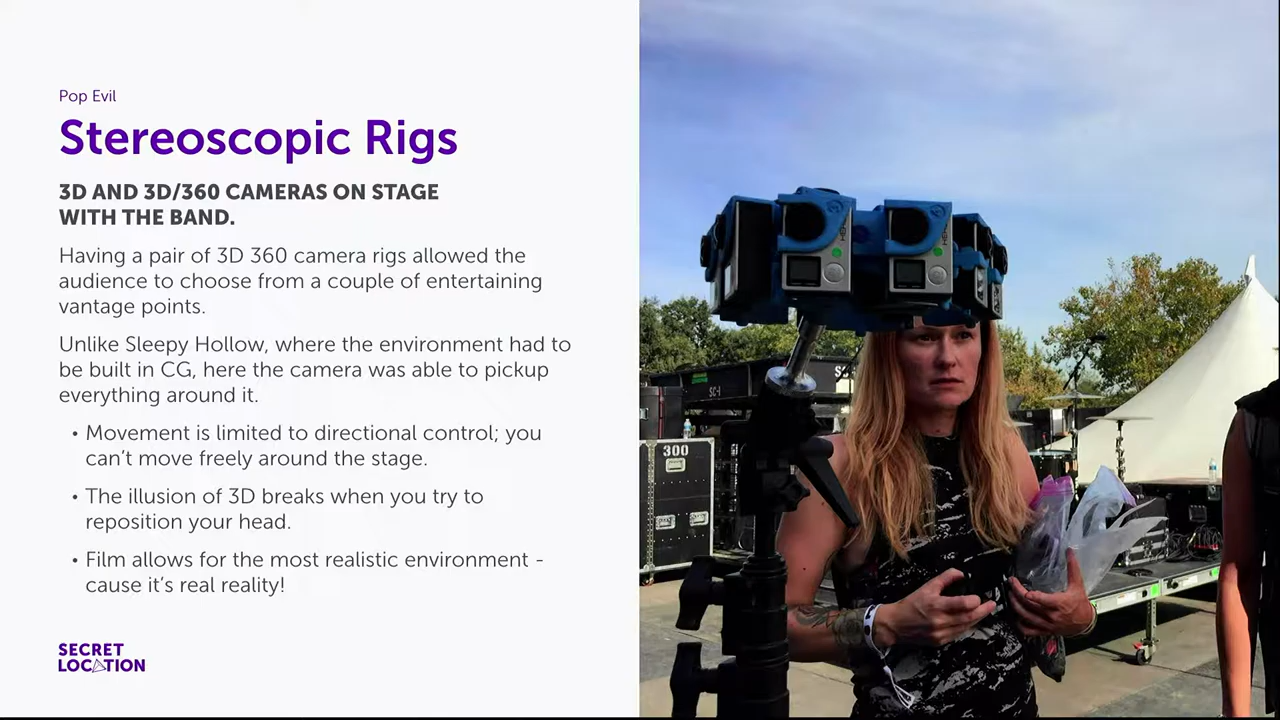 Pop Evil
Stereoscopic Rigs
3D AND 3D/360 CAMERAS ON STAGE
WITH THE BAND.
Having a pair of 3D 360 camera rigs allowed the
audience to choose from a couple of entertaining
vantage points.
Unlike Sleepy Hollow, where the environment had to
be built in CG, here the camera was able to pickup
everything around it.
• Movement is limited to directional control; you
can’t move freely around the stage.
• The illusion of 3D breaks when you try to
reposition your head.
• Film allows for the most realistic environment -
cause it’s real reality!
SECRET
LOCATION
SC-1
300